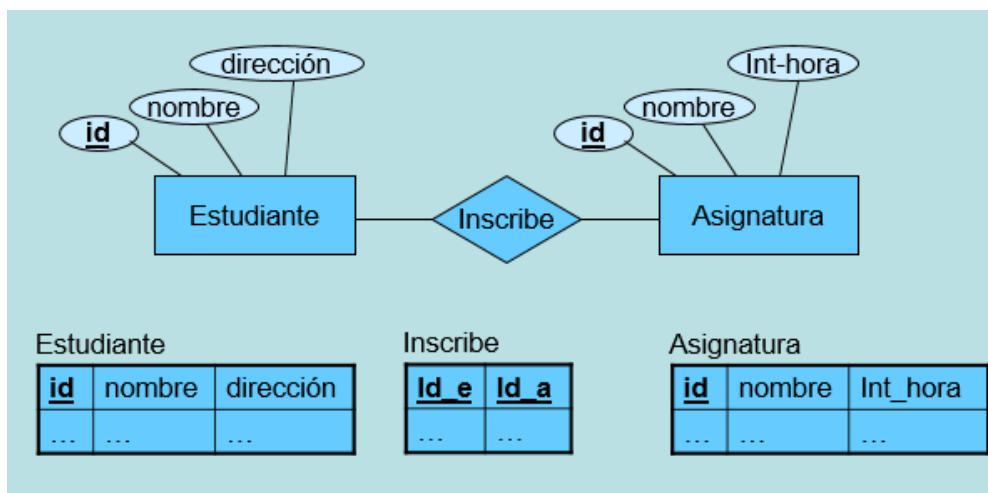 dirección
Int-hora
nombre
nombre
id
id
Estudiante
Inscribe
Asignatura
Estudiante
Inscribe
Asignatura
id nombre dirección
Id_e Id_a
id nombre Int_hora
... ... ...
... ...
... ... ...